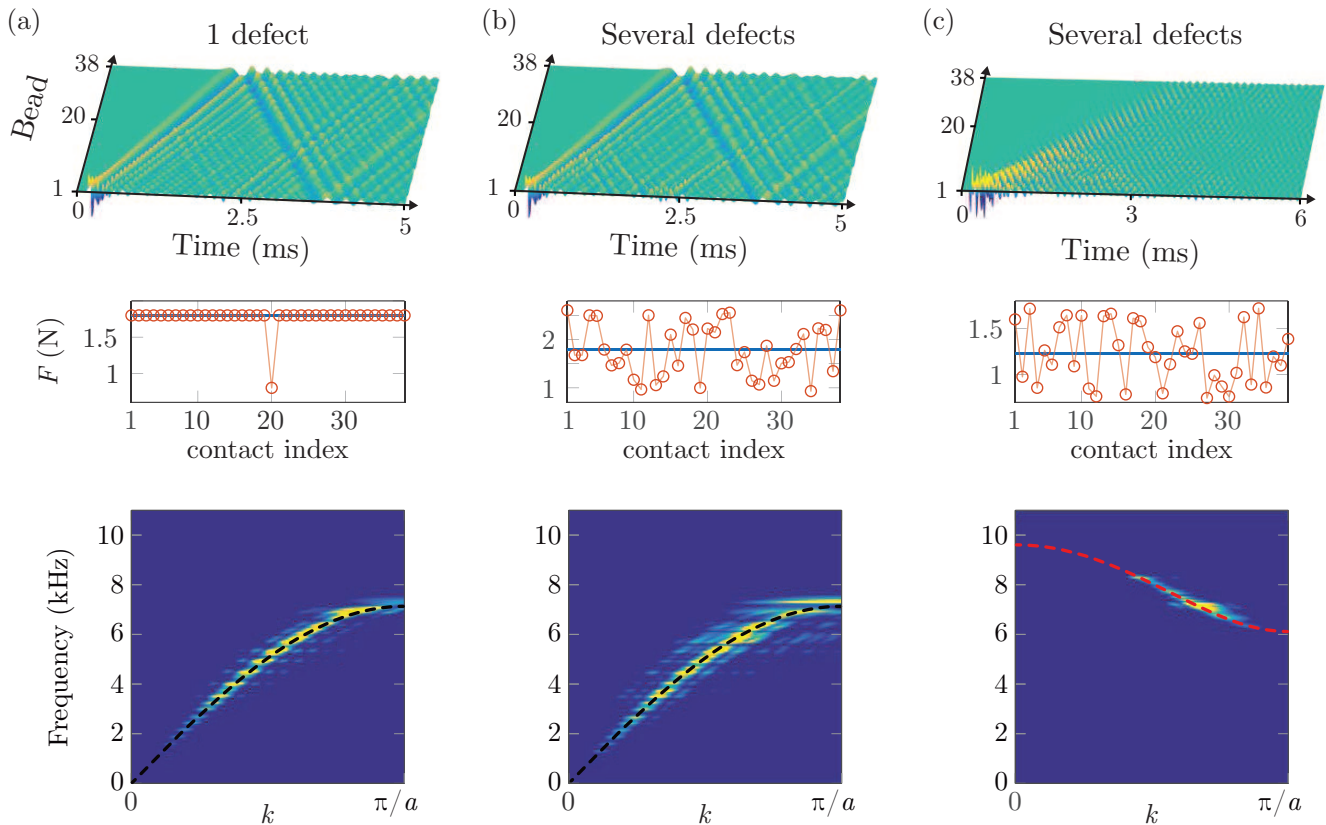 (a)
1 defect
Bead
38
20
1
0
2.5
5
Time (ms)
F (N)
1.5
1
1
10
20
30
contact index
Frequency (kHz)
10
8
6
4
2
0
0
k
π/a
(b)
Several defects
38
20
1
0
2.5
5
Time (ms)
2
1
1
10
20
30
contact index
10
8
6
4
2
0
0
k
π/a
(c)
Several defects
38
20
1
0
3
6
Time (ms)
1.5
1
1
10
20
30
contact index
10
8
6
4
2
0
0
k
π/a